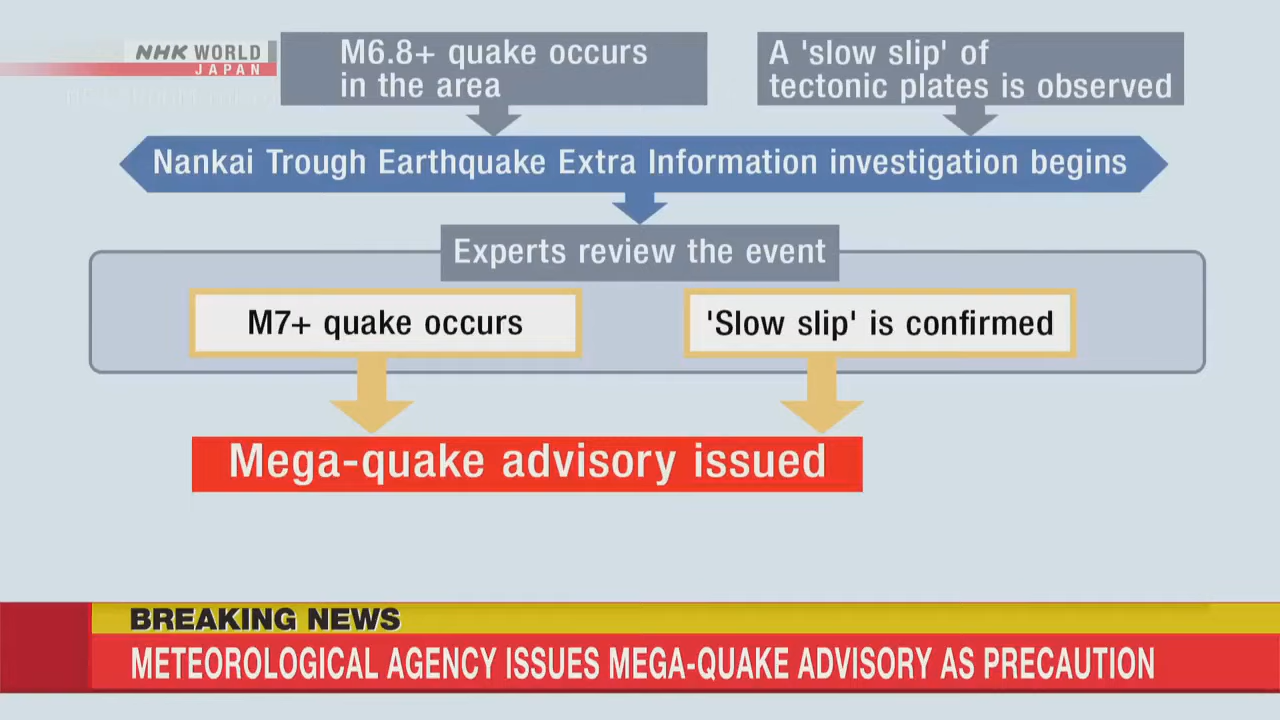 NHK WORLD
JAPAN
M6.8+ quake occurs
in the area
A 'slow slip' of
tectonic plates is observed
Nankai Trough Earthquake Extra Information investigation begins
Experts review the event
M7+ quake occurs
'Slow slip' is confirmed
Mega-quake advisory issued
BREAKING NEWS
METEOROLOGICAL AGENCY ISSUES MEGA-QUAKE ADVISORY AS PRECAUTION